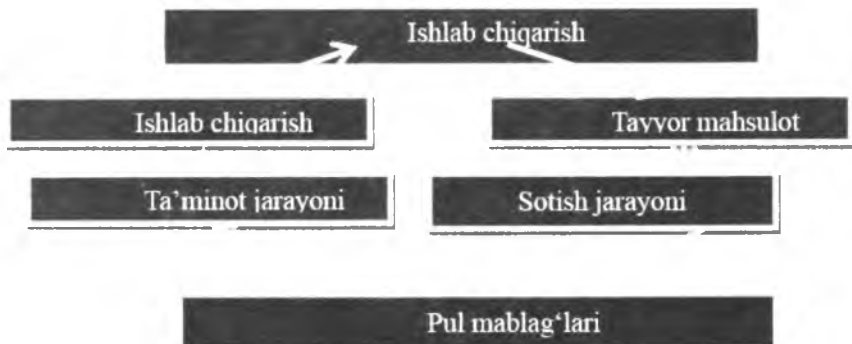 Ishlab chiqarish
Ishlab chiqarish
Tayyor mahsulot
Ta’minot jarayoni
Sotish jarayoni
Pul mablag‘lari